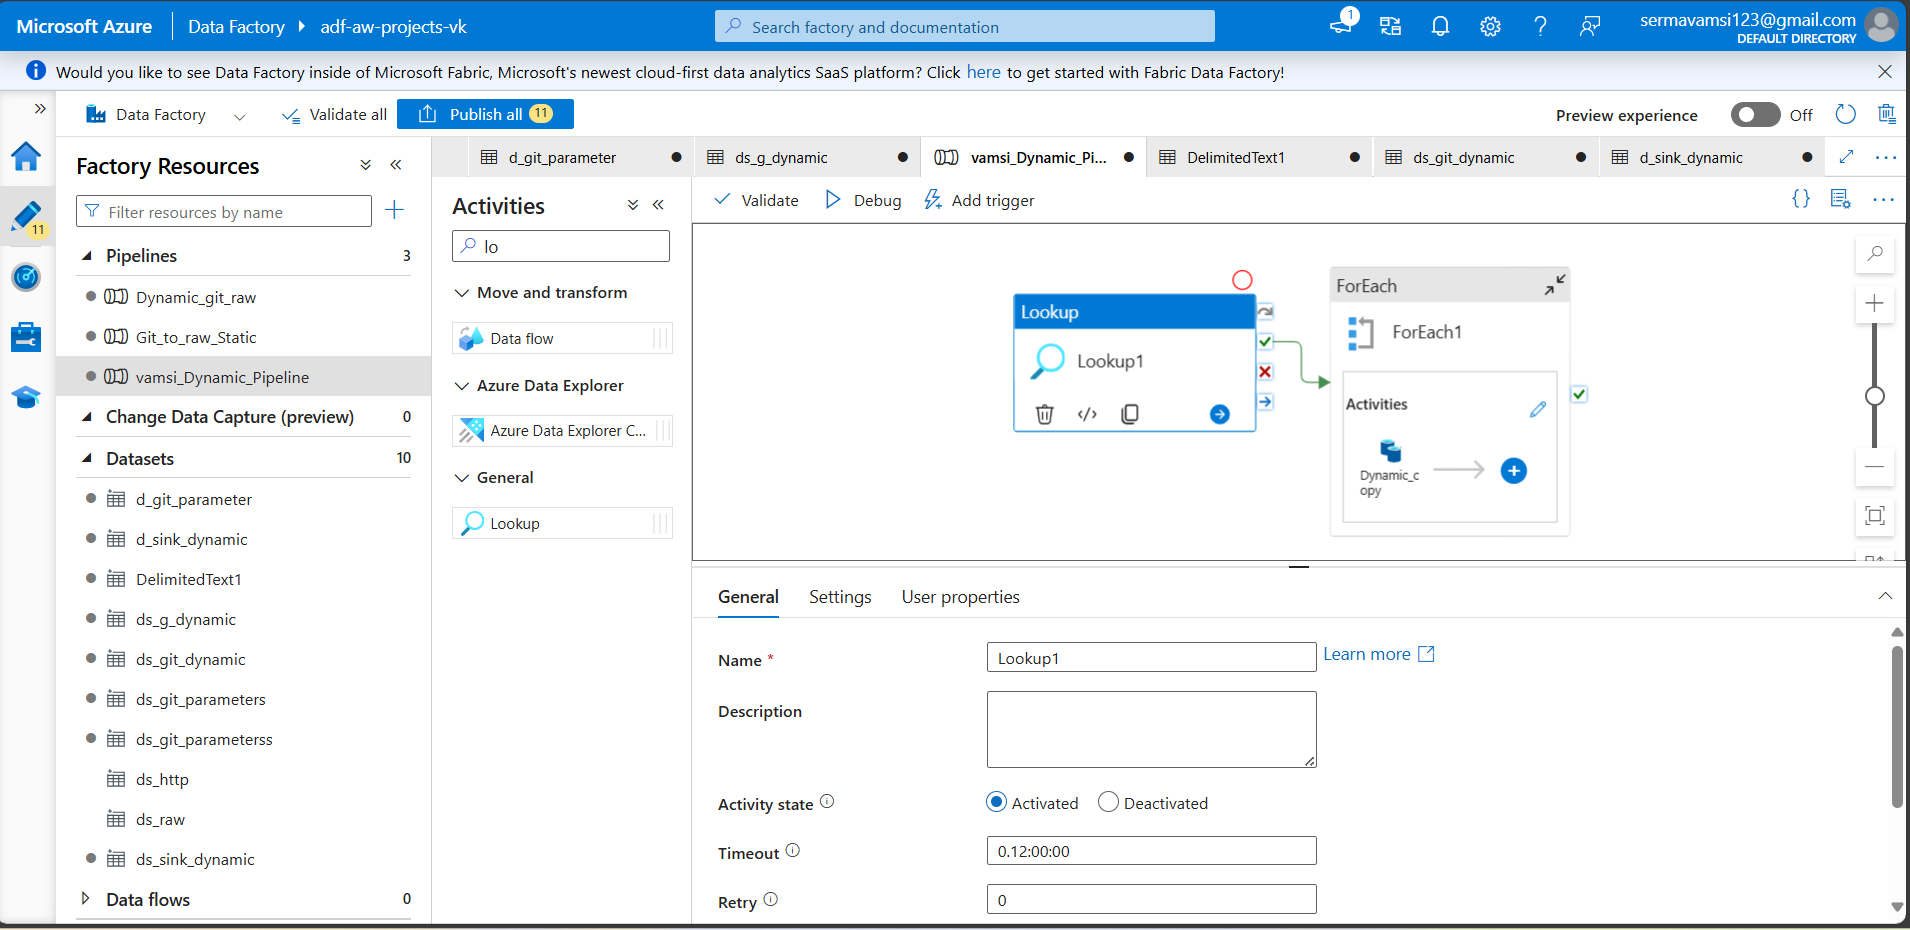 Microsoft Azure
Data Factory
adf-aw-projects-vk
Search factory and documentation
1
sermavamsi123@gmail.com
DEFAULT DIRECTORY
Would you like to see Data Factory inside of Microsoft Fabric, Microsoft's newest cloud-first data analytics SaaS platform? Click here to get started with Fabric Data Factory!
Data Factory
Validate all
Publish all 11
Preview experience
Off
11
Factory Resources
Filter resources by name
Pipelines 3
Dynamic_git_raw
Git_to_raw_Static
vamsi_Dynamic_Pipeline
Change Data Capture (preview) 0
Datasets 10
d_git_parameter
d_sink_dynamic
DelimitedText1
ds_g_dynamic
ds_git_dynamic
ds_git_parameters
ds_git_parameterss
ds_http
ds_raw
ds_sink_dynamic
Data flows 0
d_git_parameter
ds_g_dynamic
vamsi_Dynamic_Pi...
DelimitedText1
ds_git_dynamic
d_sink_dynamic
Activities
lo
Move and transform
Data flow
Azure Data Explorer
Azure Data Explorer C...
General
Lookup
Validate
Debug
Add trigger
Lookup
Lookup1
ForEach
ForEach1
Activities
Dynamic_c
opy
General
Settings
User properties
Name *
Lookup1
Learn more
Description
Activity state
Activated
Deactivated
Timeout
0.12:00:00
Retry
0